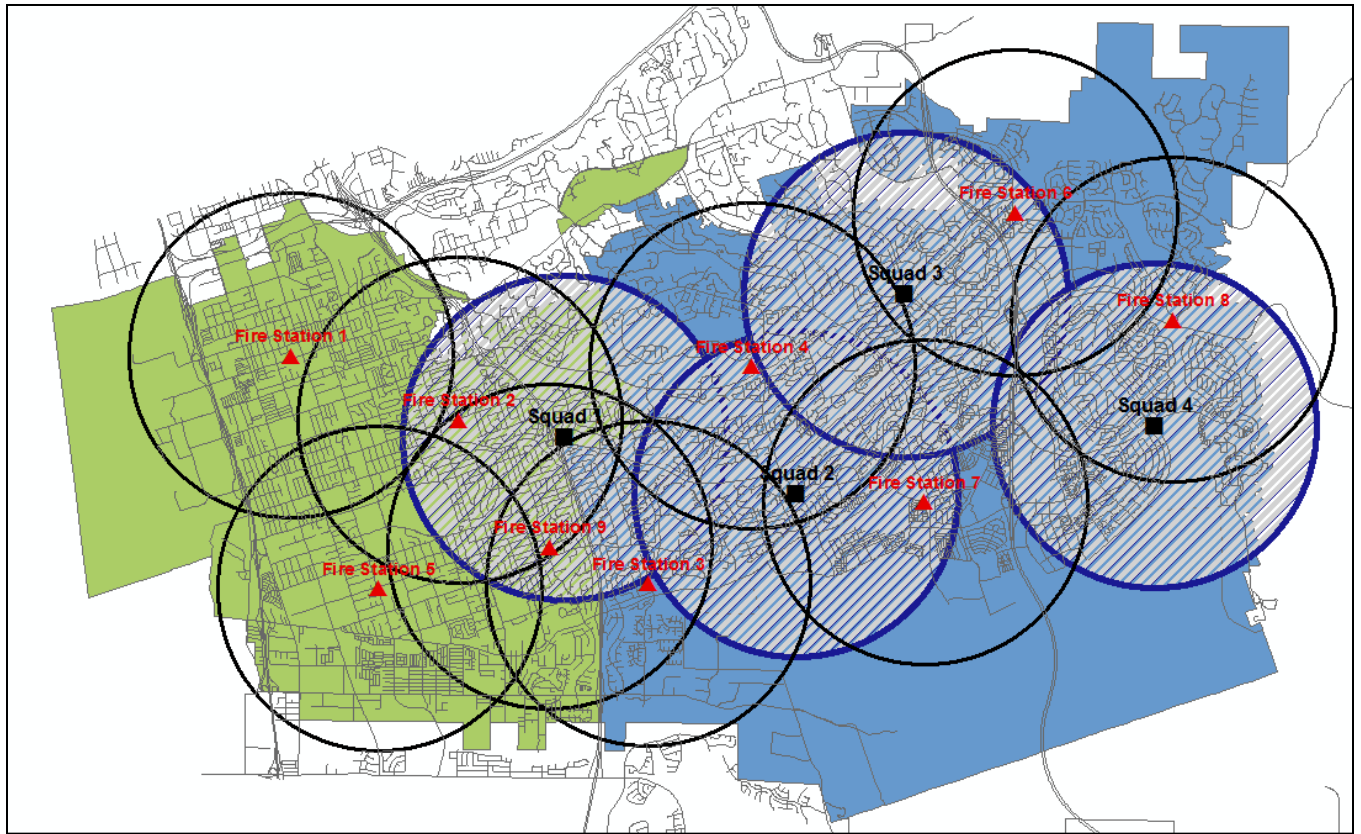 Fire Station 6
Squad 3
Fire Station 8
Fire Station 1
Fire Station 4
Fire Station 2
Squad 1
Squad 4
Squad 2
Fire Station 7
Fire Station 9
Fire Station 3
Fire Station 5